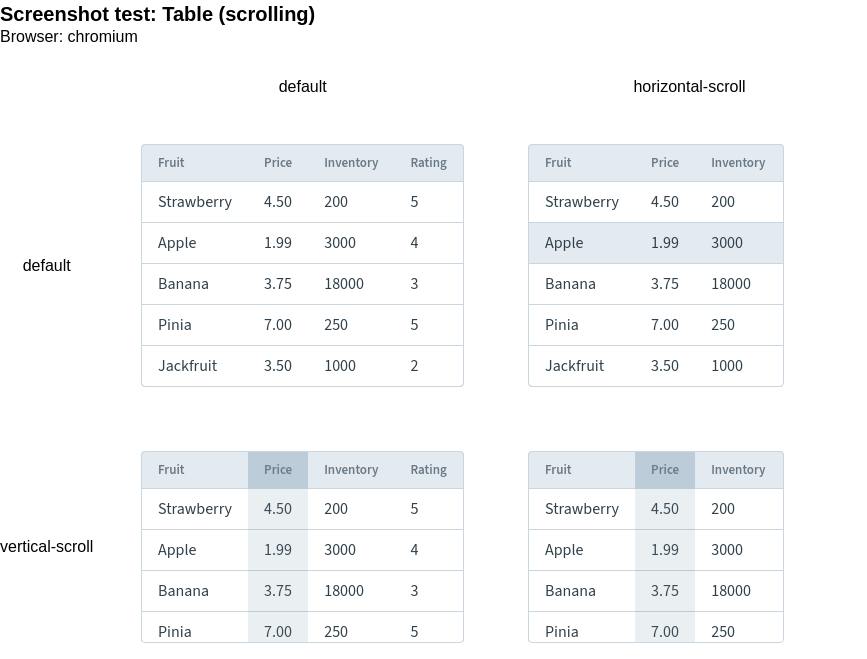 Screenshot test: Table (scrolling)
Browser: chromium
default horizontal-scroll
Fruit Price Inventory Rating Fruit Price Inventory
Strawberry 4.50 200 5 Strawberry 4.50 200
Apple 1.99 3000 4 Apple 1.99 3000
default
Banana 3.75 18000 3 Banana 3.75 18000
Pinia 7.00 250 5 Pinia 7.00 250
Jackfruit 3.50 1000 2 Jackfruit 3.50 1000
Fruit Price Inventory Rating Fruit Price Inventory
Strawberry 4.50 200 5 Strawberry 4.50 200
vertical-scroll Apple 1.99 3000 4 Apple 1.99 3000
Banana 3.75 18000 3 Banana 3.75 18000
Pinia 7.00 250 5 Pinia 7.00 250